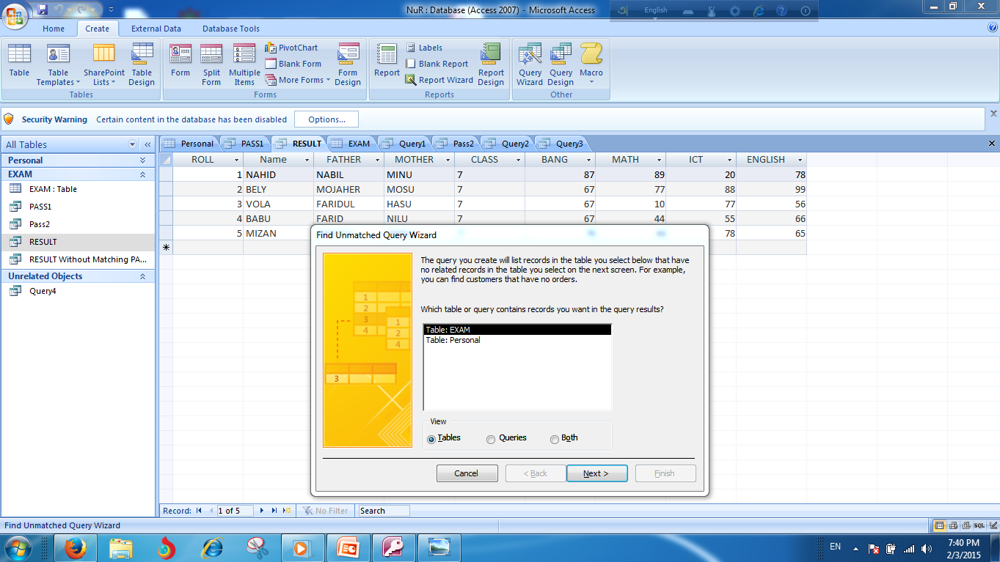 NuR : Database (Access 2007) - Microsoft Access
English
Home Create External Data Database Tools
Table
Table Templates
SharePoint Lists
Table Design
Tables
Form
Split Form
Multiple Items
PivotChart
Blank Form
More Forms
Form Design
Forms
Report
Labels
Blank Report
Report Wizard
Report Design
Reports
Query Wizard
Query Design
Macro
Other
Security Warning Certain content in the database has been disabled Options...
All Tables
Personal
EXAM
EXAM : Table
PASS1
Pass2
RESULT
RESULT Without Matching PA...
Unrelated Objects
Query4
Personal PASS1 RESULT EXAM Query1 Pass2 Query2 Query3
ROLL Name FATHER MOTHER CLASS BANG MATH ICT ENGLISH
1 NAHID NABIL MINU 7 87 89 20 78
2 BELY MOJAHER MOSU 7 67 77 88 99
3 VOLA FARIDUL HASU 7 67 10 77 56
4 BABU FARID NILU 7 67 44 55 66
5 MIZAN 78 65
Find Unmatched Query Wizard
The query you create will list records in the table you select below that have
no related records in the table you select on the next screen. For example,
you can find customers that have no orders.
Which table or query contains records you want in the query results?
1
2
3
4
1
2
4
3
Table: EXAM
Table: Personal
View
Tables Queries Both
Cancel < Back Next > Finish
Record: 1 of 5 No Filter Search
Find Unmatched Query Wizard
SQL
EN
7:40 PM
2/3/2015